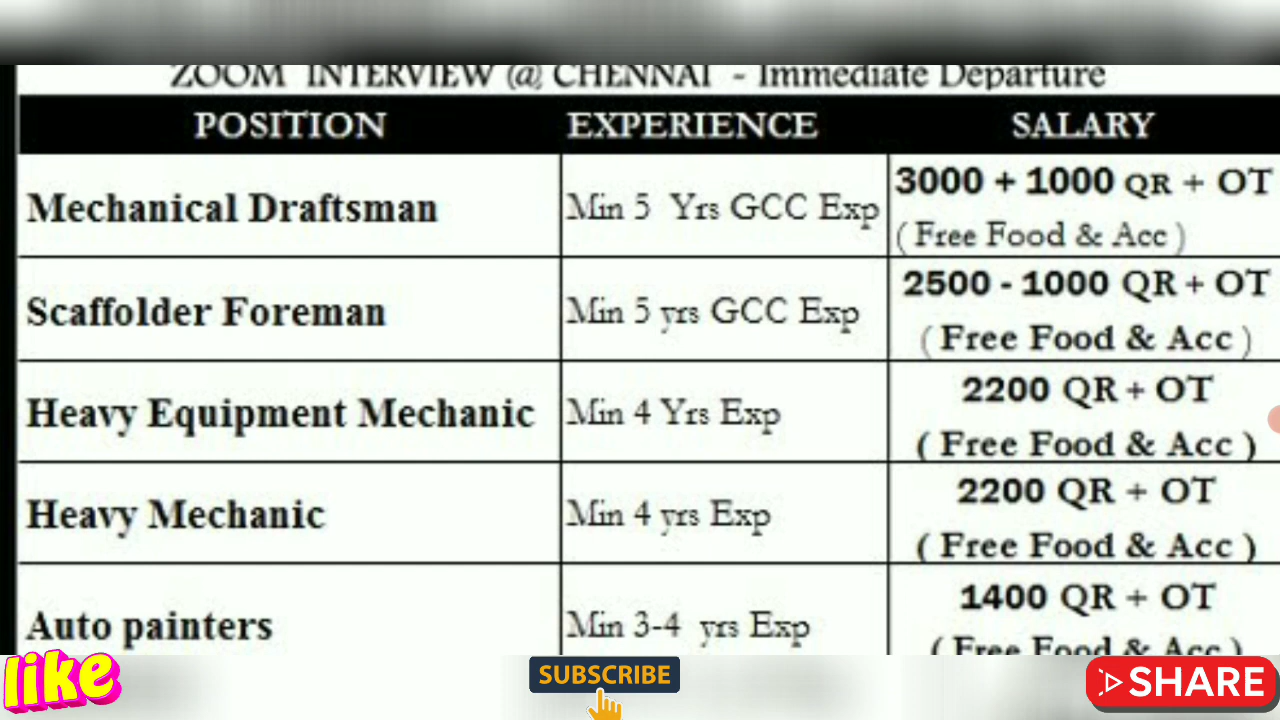 ZOOM INTERVIEW @ CHENNAI - Immediate Departure
POSITION EXPERIENCE SALARY
Mechanical Draftsman Min 5 Yrs GCC Exp 3000 + 1000 QR + OT
( Free Food & Acc )
Scaffolder Foreman Min 5 yrs GCC Exp 2500 - 1000 QR + OT
( Free Food & Acc )
Heavy Equipment Mechanic Min 4 Yrs Exp 2200 QR + OT
( Free Food & Acc )
Heavy Mechanic Min 4 yrs Exp 2200 QR + OT
( Free Food & Acc )
Auto painters Min 3-4 yrs Exp 1400 QR + OT
( Free Food & Acc )
like
SUBSCRIBE
SHARE